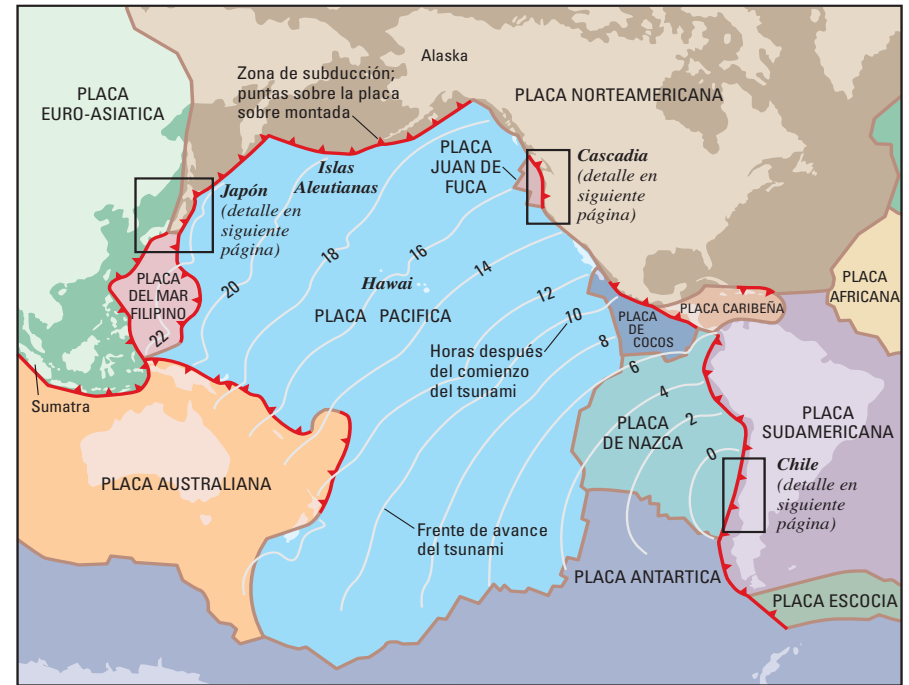 Alaska
Zona de subducción;
puntas sobre la placa
sobre montada
PLACA
EURO-ASIATICA
PLACA NORTEAMERICANA
PLACA
JUAN DE
FUCA
Cascadia
(detalle en
siguiente
página)
Islas
Aleutianas
Japón
(detalle en
siguiente
página)
PLACA
DEL MAR
FILIPINO
22
20
18
16
14
12
10
8
6
4
2
0
Hawai
PLACA PACIFICA
Horas después
del comienzo
del tsunami
PLACA
DE
COCOS
PLACA CARIBEÑA
PLACA
AFRICANA
Sumatra
PLACA
DE NAZCA
PLACA
SUDAMERICANA
PLACA AUSTRALIANA
Chile
(detalle en
siguiente
página)
Frente de avance
del tsunami
PLACA ANTARTICA
PLACA ESCOCIA